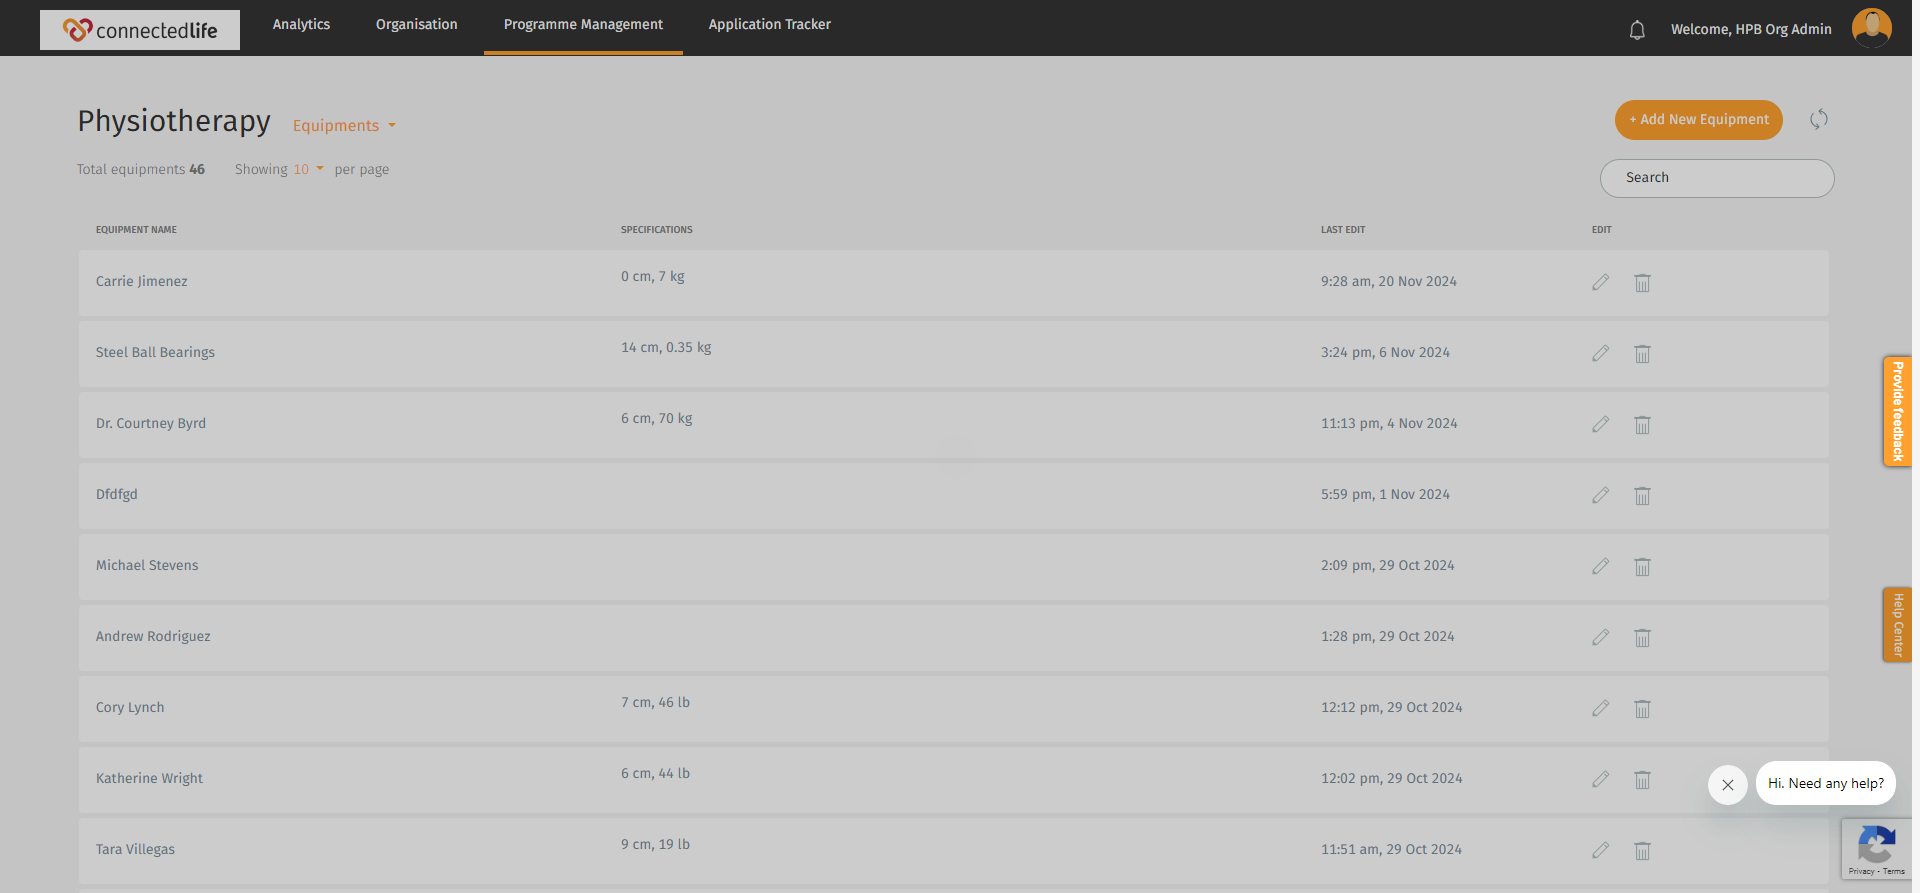 connectedlife
Analytics
Organisation
Programme Management
Application Tracker
Welcome, HPB Org Admin
Physiotherapy
Equipments
+ Add New Equipment
Total equipments 46
Showing 10 per page
Search
EQUIPMENT NAME
SPECIFICATIONS
LAST EDIT
EDIT
Carrie Jimenez
0 cm, 7 kg
9:28 am, 20 Nov 2024
Steel Ball Bearings
14 cm, 0.35 kg
3:24 pm, 6 Nov 2024
Dr. Courtney Byrd
6 cm, 70 kg
11:13 pm, 4 Nov 2024
Dfdfgd
5:59 pm, 1 Nov 2024
Michael Stevens
2:09 pm, 29 Oct 2024
Andrew Rodriguez
1:28 pm, 29 Oct 2024
Cory Lynch
7 cm, 46 lb
12:12 pm, 29 Oct 2024
Katherine Wright
6 cm, 44 lb
12:02 pm, 29 Oct 2024
Tara Villegas
9 cm, 19 lb
11:51 am, 29 Oct 2024
Provide feedback
Help Center
Hi. Need any help?
Privacy - Terms